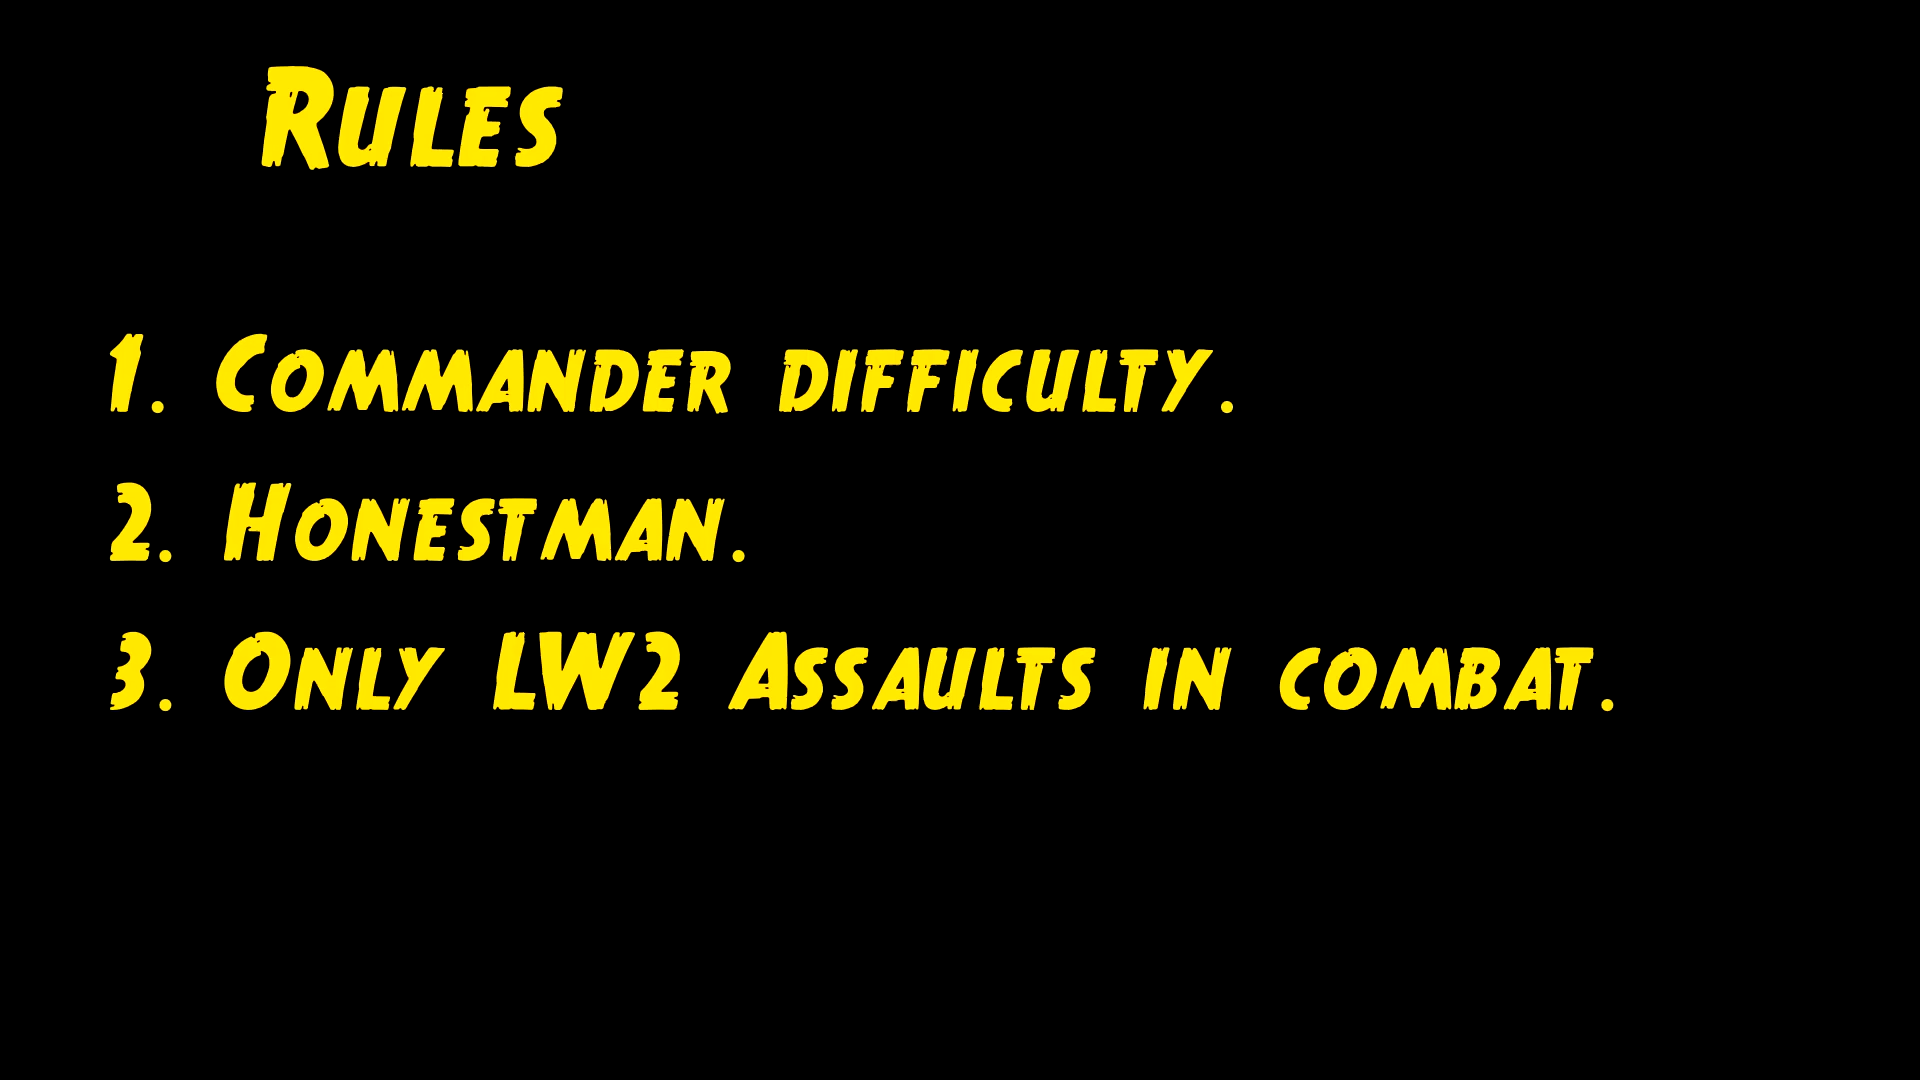 Rules
1. Commander difficulty.
2. Honestman.
3. Only LW2 Assaults in combat.